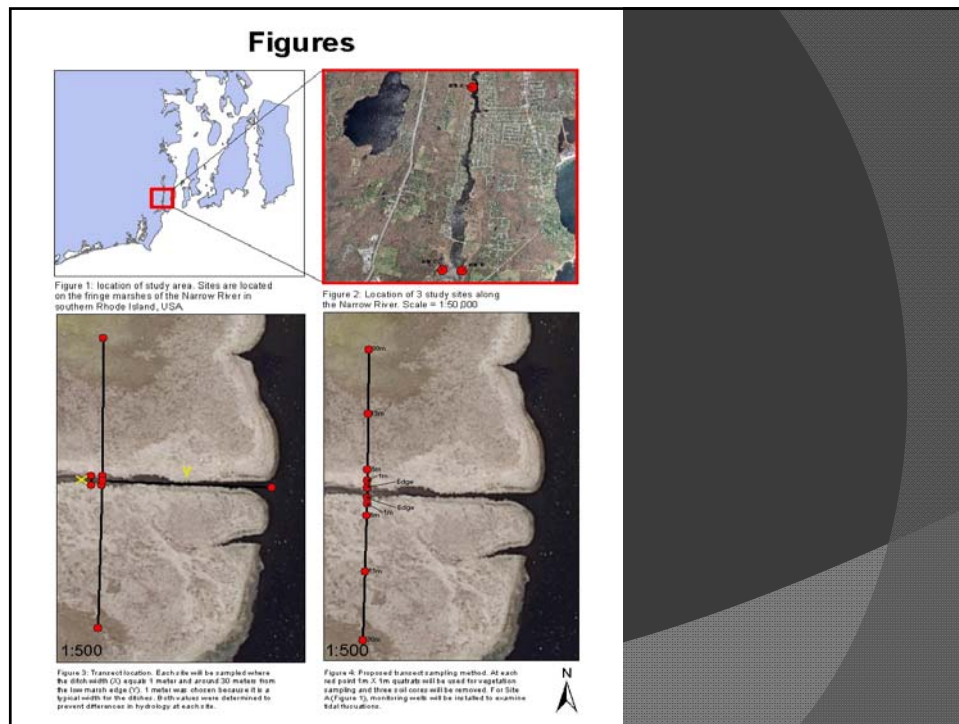 Figures
Figure 1: location of study area. Sites are located
on the fringe marshes of the Narrow River in
southern Rhode Island, USA
Figure 2: Location of 3 study sites along
the Narrow River. Scale = 1:50,000
X
Y
1:500
Figure 3: Transect location. Each site will be sampled where
the ditch width (X) equals 1 meter and around 30 meters from
the low marsh edge (Y). 1 meter was chosen because it is a
typical width for the ditches. Both values were determined to
prevent differences in hydrology at each site.
1m
Edge
Edge
1m
1:500
Figure 4: Proposed transect sampling method. At each
red point 1m X 1m quatrats will be used for vegetation
sampling and three soil cores will be removed. For Site
A (Figure 1), monitoring wells will be installed to examine
tidal flucuations.
N